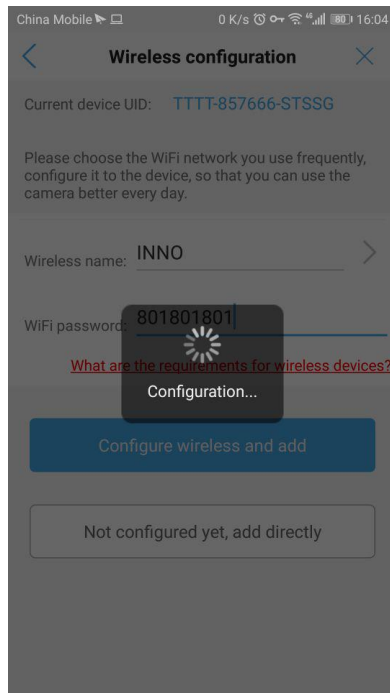 China Mobile 0 K/s 46 80 16:04
Wireless configuration
Current device UID: TTTT-857666-STSSG
Please choose the WiFi network you use frequently,
configure it to the device, so that you can use the
camera better every day.
Wireless name: INNO
WiFi password: 801801801
What are the requirements for wireless devices?
Configuration...
Configure wireless and add
Not configured yet, add directly